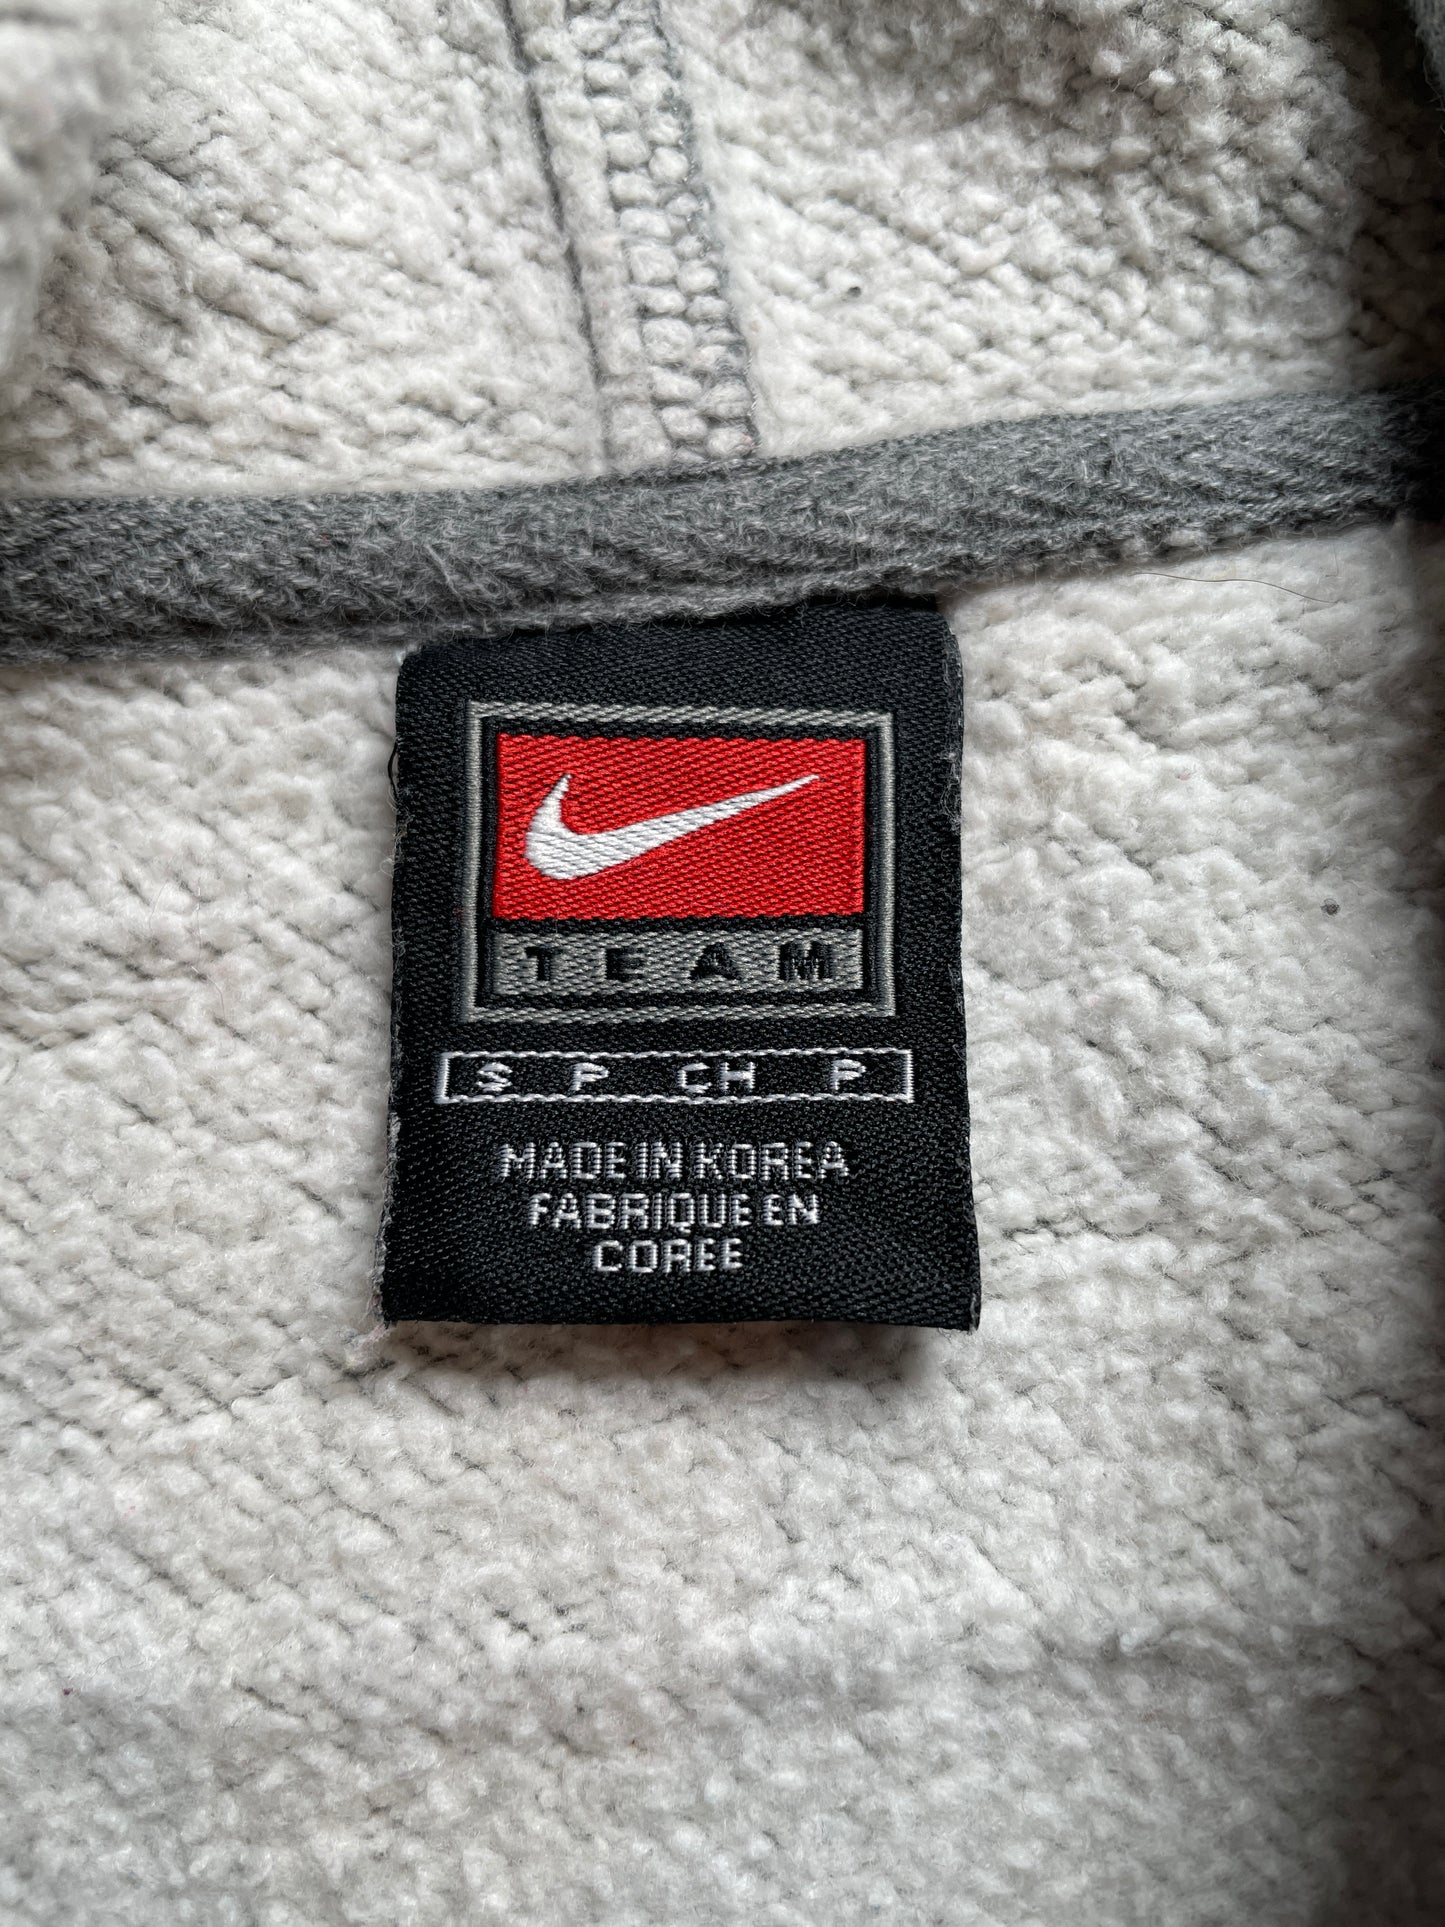 TEAM
S P CH P
MADE IN KOREA
FABRIQUE EN
COREE